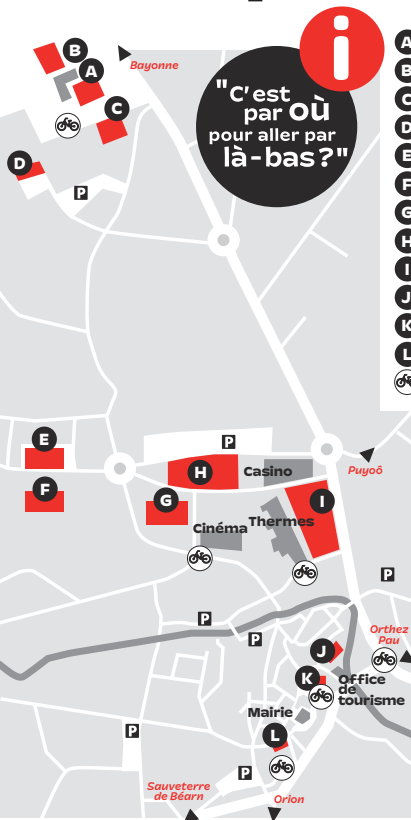 B
Bayonne
A
C
D
P
i
"C'est
par où
pour aller par
là-bas?"
A
B
C
D
E
F
G
H
I
J
K
L
E
F
P
H
Casino
Puyoô
G
I
Cinéma
Thermes
P
P
P
Orthez
Pau
J
K
Office
de
tourisme
Mairie
L
P
P
Sauveterre
de Béarn
Orion